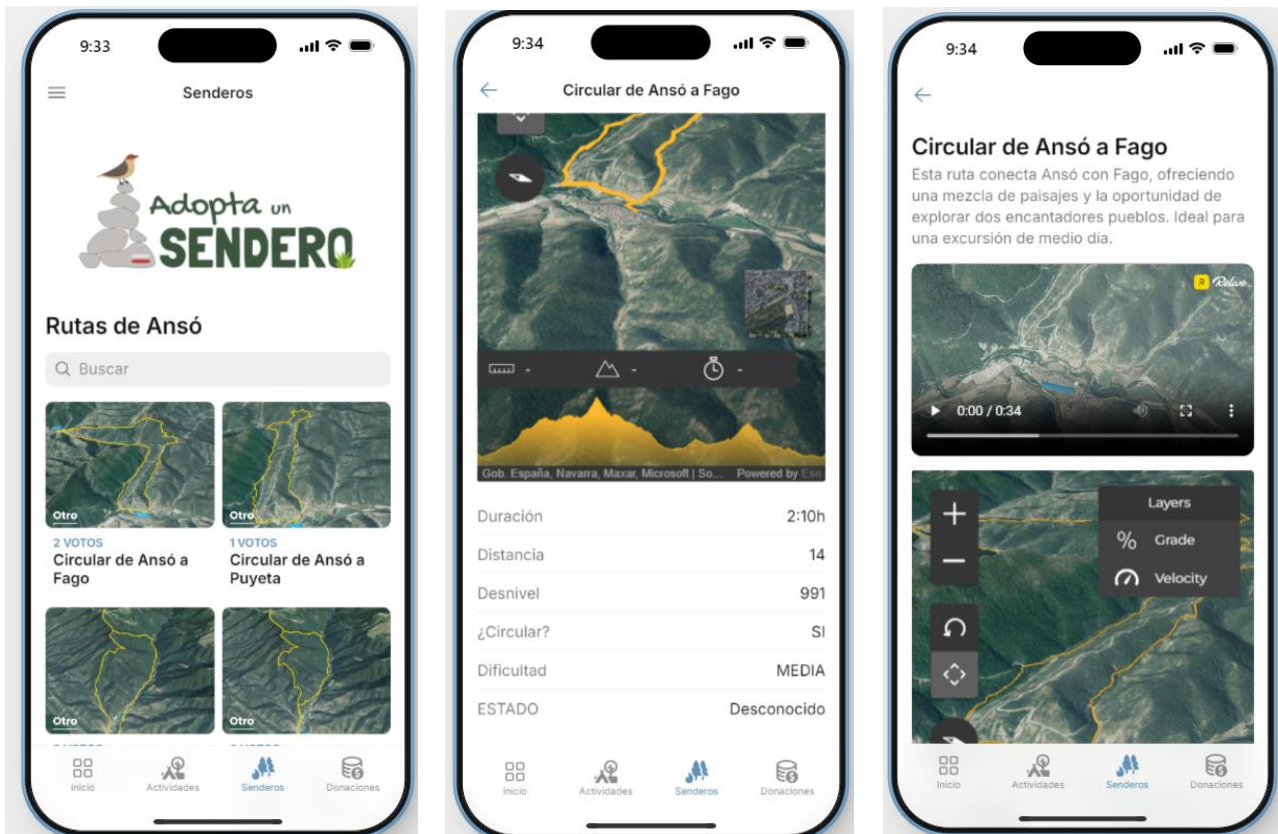 9:33
Senderos
Adopta un
SENDERO
Rutas de Ansó
Buscar
Otro
Otro
2 VOTOS
1 VOTOS
Circular de Ansó a
Fago
Circular de Ansó a
Puyeta
Otro
Otro
Inicio
Actividades
Senderos
Donaciones
9:34
Circular de Ansó a Fago
-
-
-
Gob. España, Navarra, Maxar, Microsoft | So...
Powered by Esri
Duración
2:10h
Distancia
14
Desnivel
991
¿Circular?
SI
Dificultad
MEDIA
ESTADO
Desconocido
Inicio
Actividades
Senderos
Donaciones
9:34
Circular de Ansó a Fago
Esta ruta conecta Ansó con Fago, ofreciendo
una mezcla de paisajes y la oportunidad de
explorar dos encantadores pueblos. Ideal para
una excursión de medio día.
R Relive
0:00 / 0:34
Layers
% Grade
Velocity
Inicio
Actividades
Senderos
Donaciones